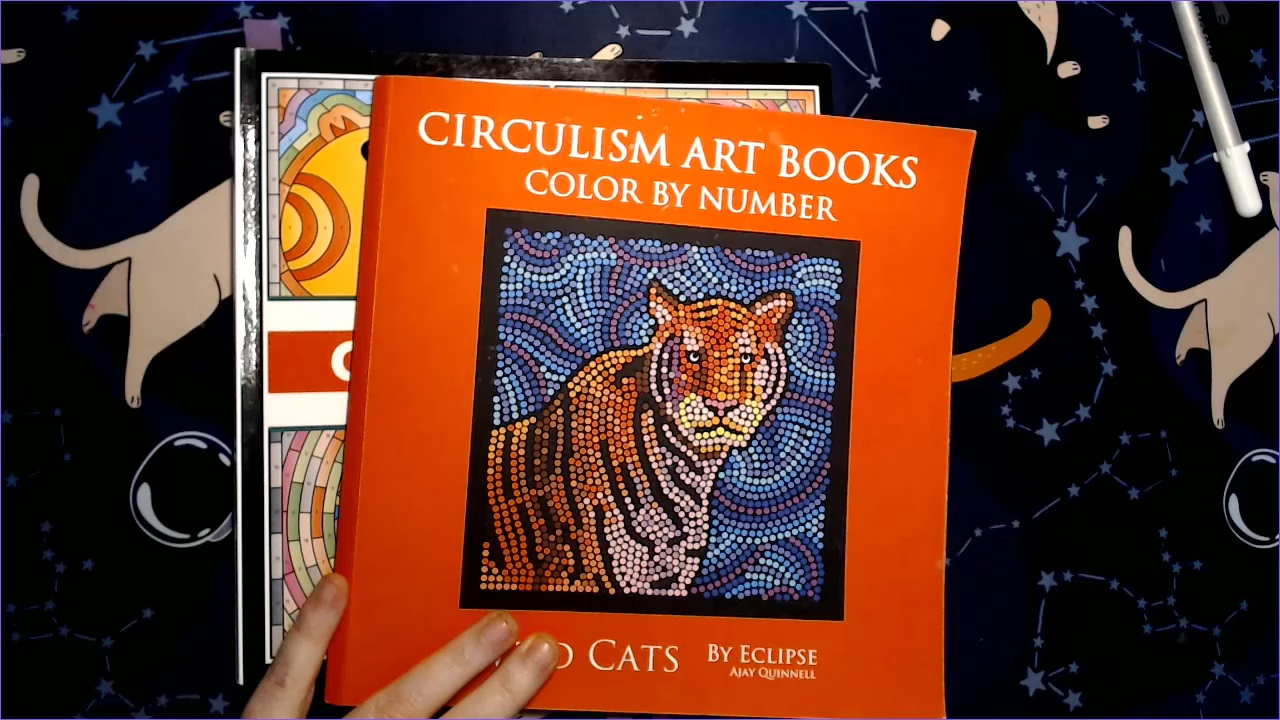 CIRCULISM ART BOOKS
COLOR BY NUMBER
CATS
BY ECLIPSE
AJAY QUINNELL